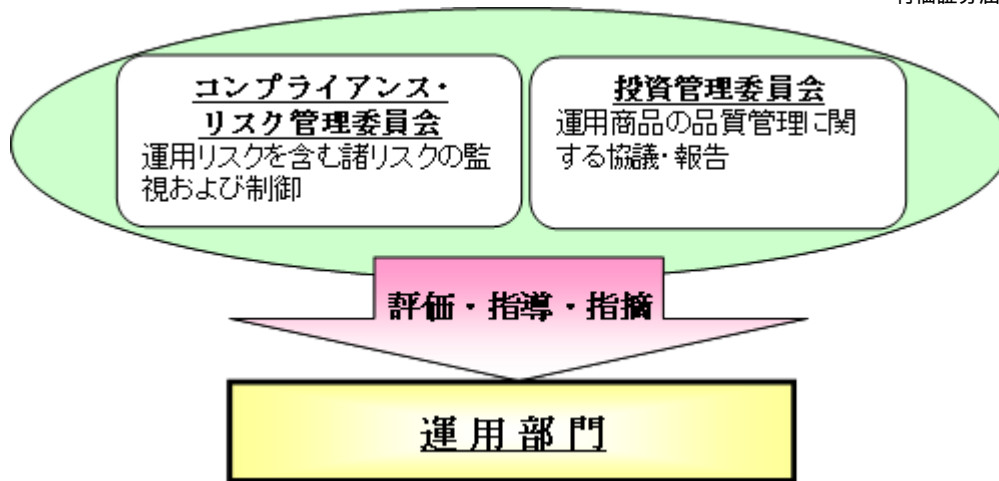 コンプライアンス・
リスク管理委員会
運用リスクを含む諸リスクの監
視および制御
投資管理委員会
運用商品の品質管理に関
する協議・報告
評価・指導・指摘
運用部門